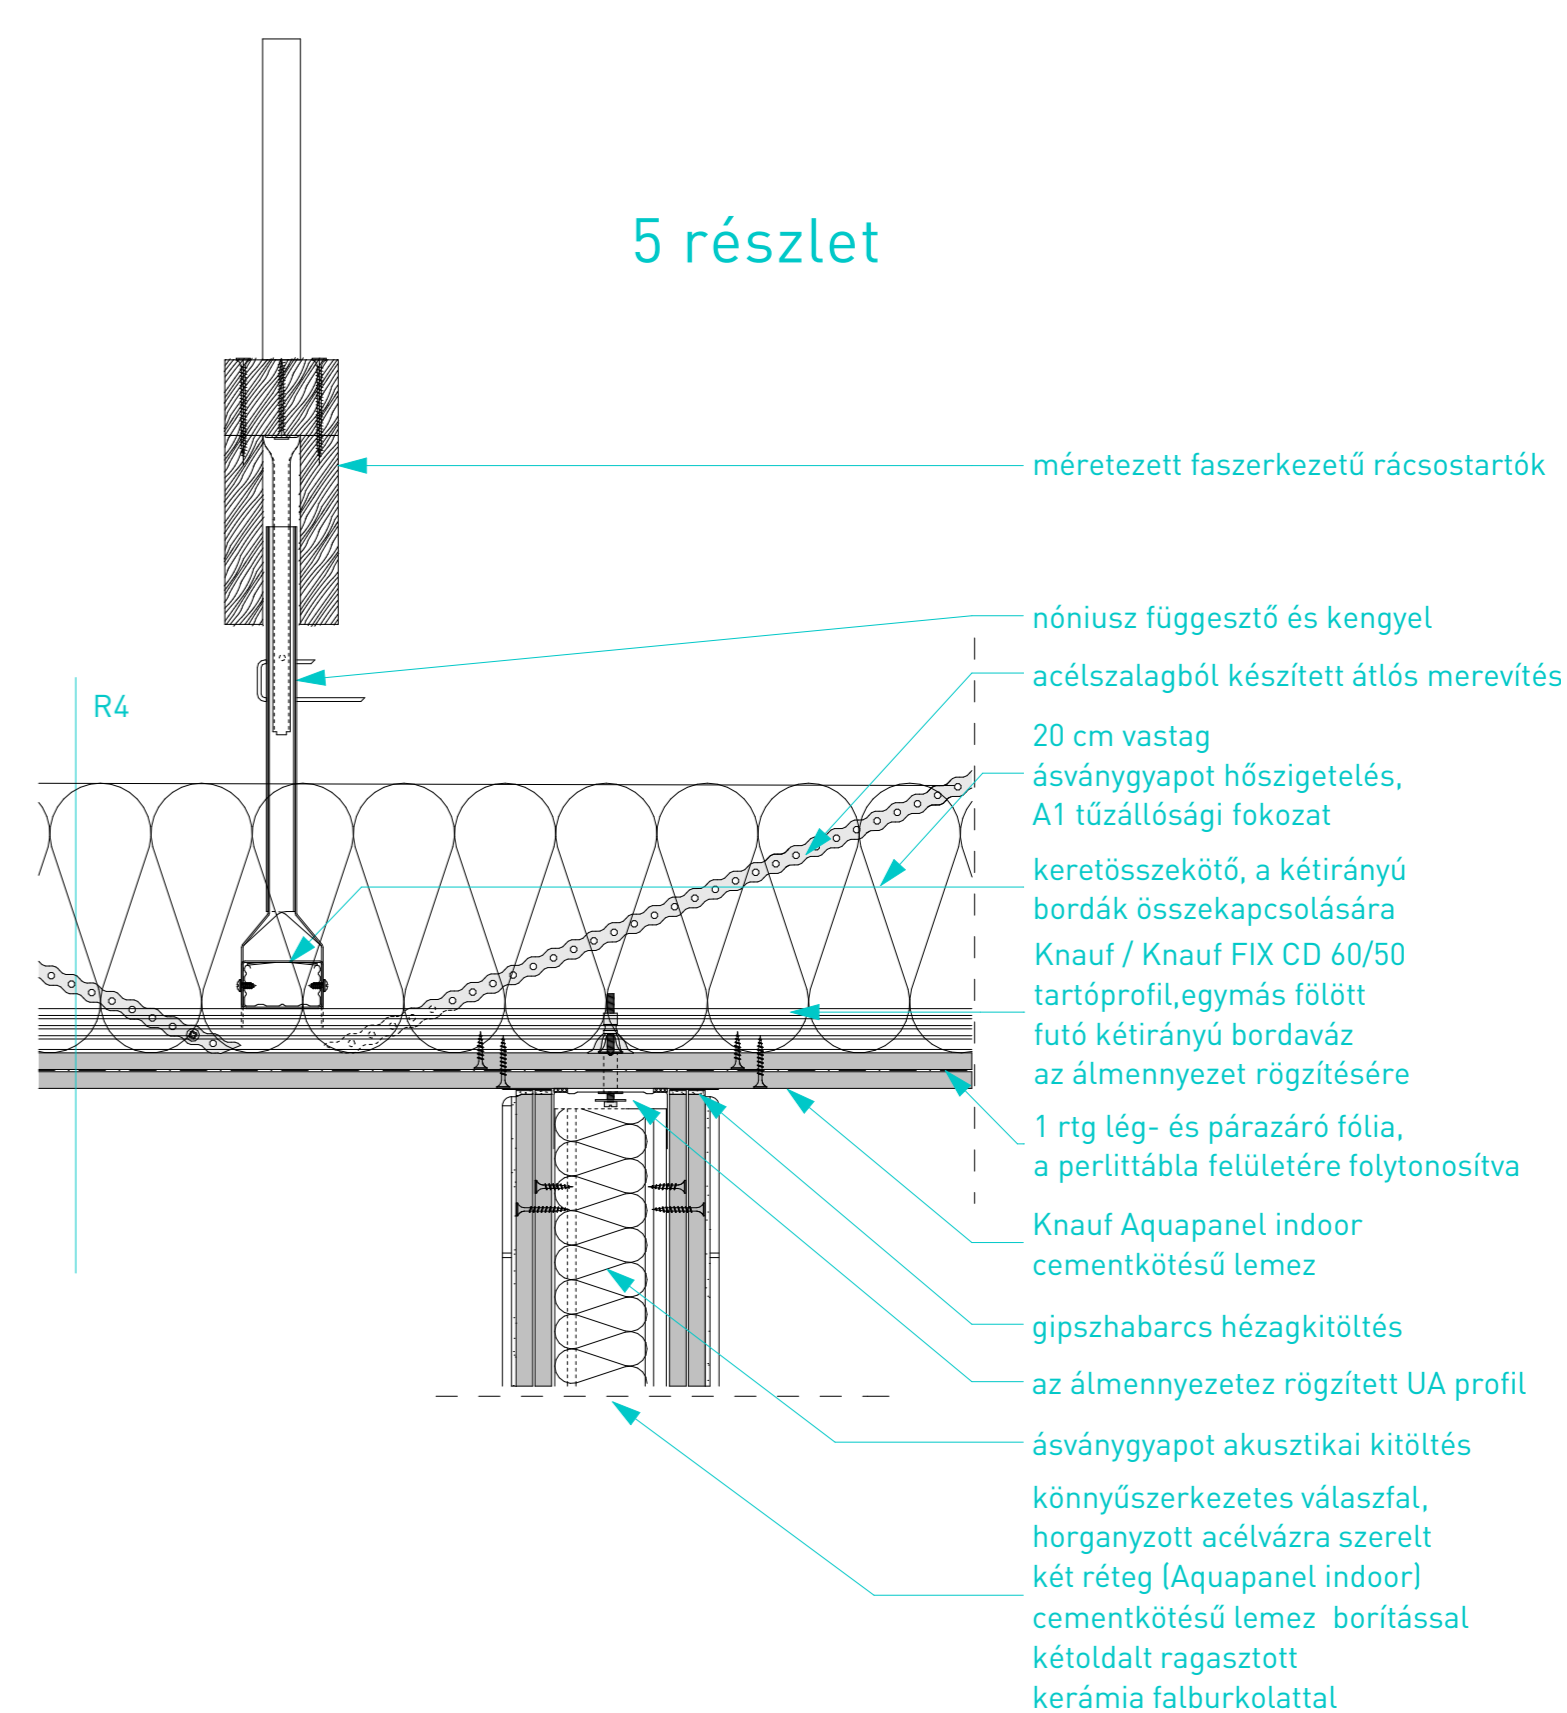 5 részlet
méretezett faszerkezetű rácsostartók
nóniusz függesztő és kengyel
acélszalagból készített átlós merevítés
R4
20 cm vastag
ásványgyapot hőszigetelés,
A1 tűzállósági fokozat
keretösszekötő, a kétirányú
bordák összekapcsolására
Knauf / Knauf FIX CD 60/50
tartóprofil,egymás fölött
futó kétirányú bordaváz
az álmennyezet rögzítésére
1 rtg lég- és párazáró fólia,
a perlittábla felületére folytonosítva
Knauf Aquapanel indoor
cementkötésű lemez
gipszhabarcs hézagkitöltés
az álmennyezetez rögzített UA profil
ásványgyapot akusztikai kitöltés
könnyűszerkezetes válaszfal,
horganyzott acélvázra szerelt
két réteg (Aquapanel indoor)
cementkötésű lemez  borítással
kétoldalt ragasztott
kerámia falburkolattal